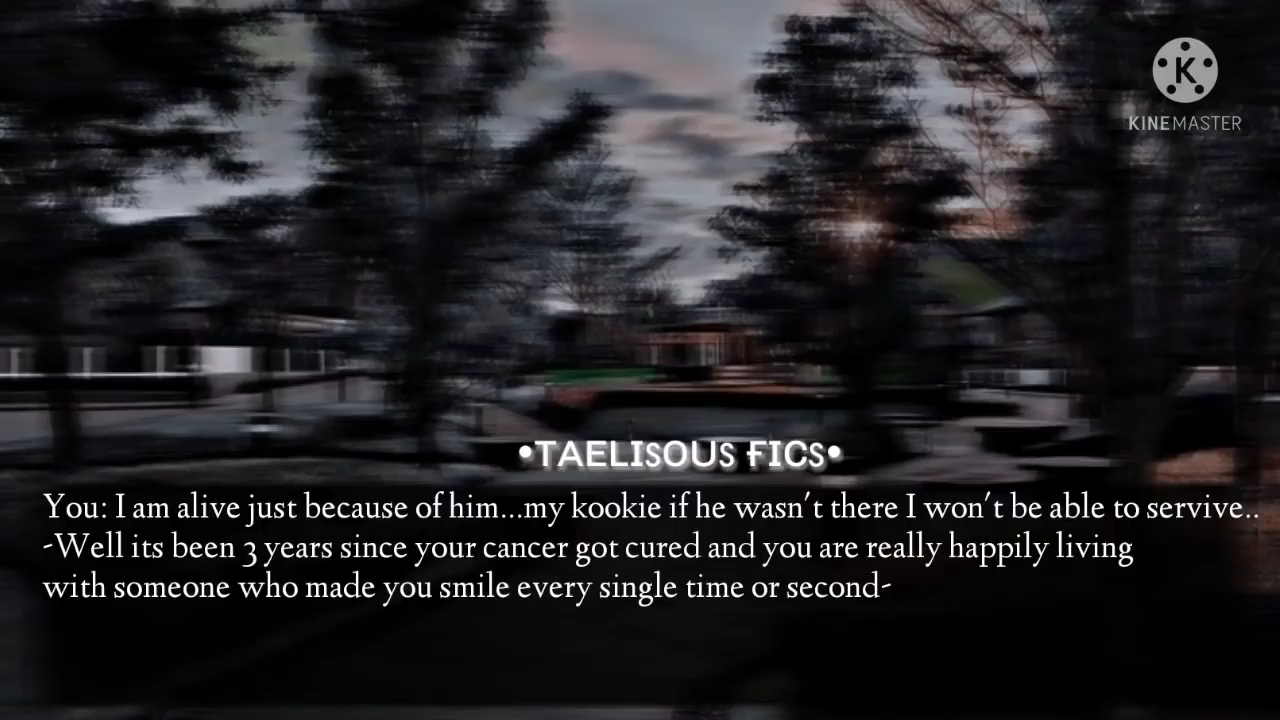 KINEMASTER
•TAELISOUS FICS•
You: I am alive just because of him...my kookie if he wasn't there I won't be able to servive..
-Well its been 3 years since your cancer got cured and you are really happily living
with someone who made you smile every single time or second-